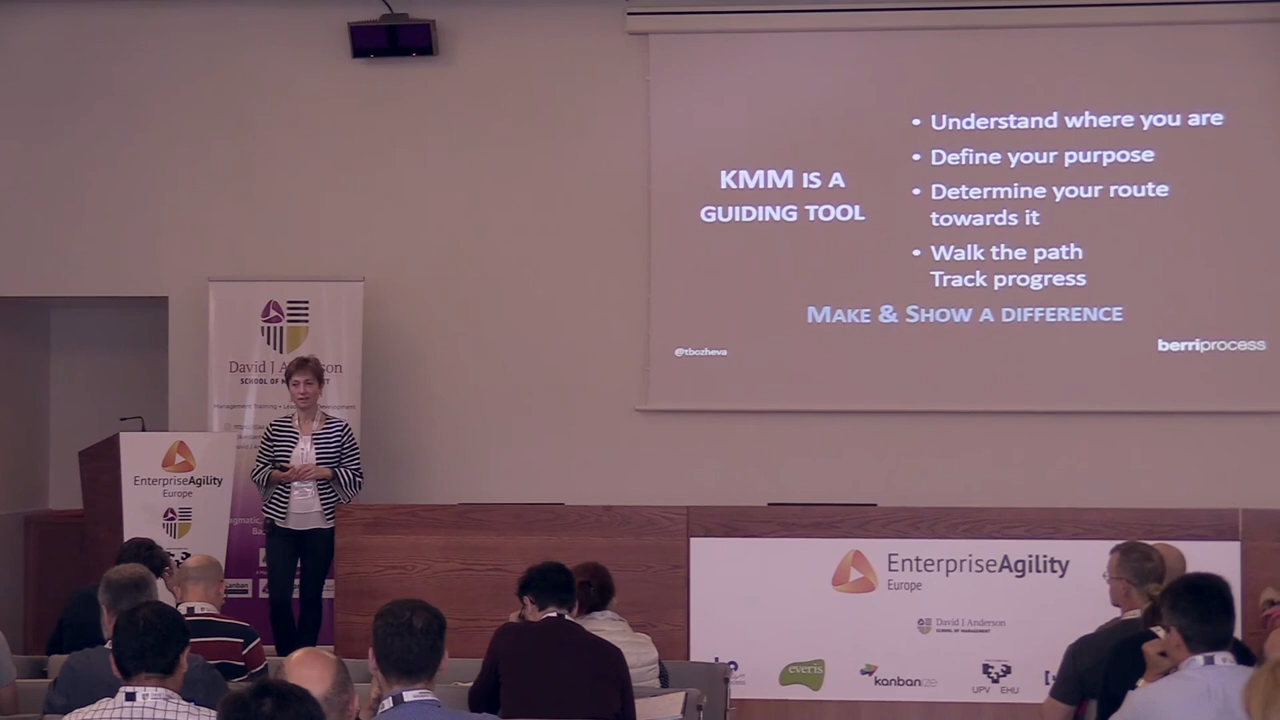 KMM IS A
GUIDING TOOL
• Understand where you are
• Define your purpose
• Determine your route
towards it
• Walk the path
Track progress
MAKE & SHOW A DIFFERENCE
@tbozheva
berriprocess
David J A
SCHOOL OF
Management Training •
EnterpriseAgility
Europe
EnterpriseAgility
Europe
David J Anderson
SCHOOL OF MANAGEMENT
everis
kanbanize
UPV EHU